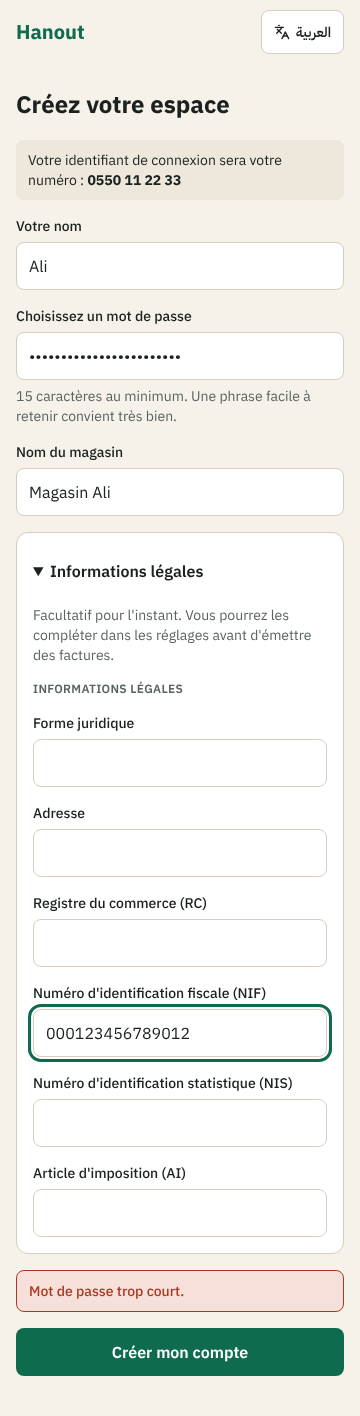 Hanout
العربية
Créez votre espace
Votre identifiant de connexion sera votre
numéro : 0550 11 22 33
Votre nom
Ali
Choisissez un mot de passe
••••••••••••••••••••••••
15 caractères au minimum. Une phrase facile à
retenir convient très bien.
Nom du magasin
Magasin Ali
▼ Informations légales
Facultatif pour l'instant. Vous pourrez les
compléter dans les réglages avant d'émettre
des factures.
INFORMATIONS LÉGALES
Forme juridique
Adresse
Registre du commerce (RC)
Numéro d'identification fiscale (NIF)
000123456789012
Numéro d'identification statistique (NIS)
Article d'imposition (AI)
Mot de passe trop court.
Créer mon compte